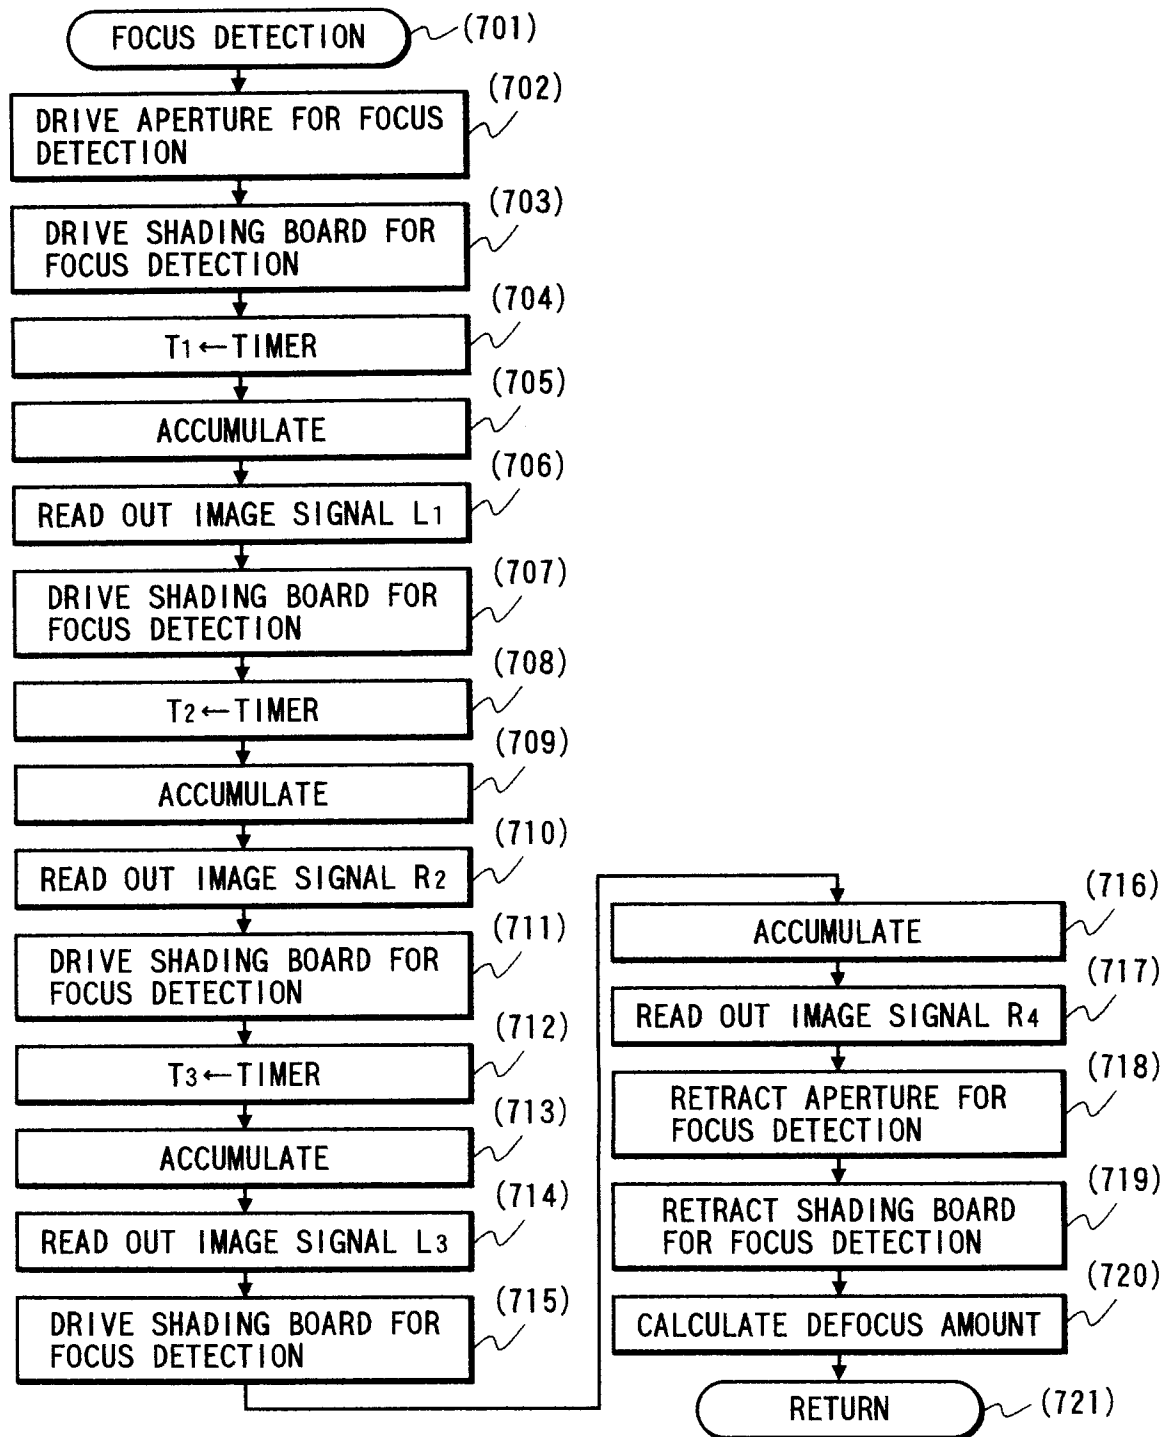 FOCUS DETECTION
(701)
(702)
DRIVE APERTURE FOR FOCUS
DETECTION
(703)
DRIVE SHADING BOARD FOR
FOCUS DETECTION
(704)
T1←TIMER
(705)
ACCUMULATE
(706)
READ OUT IMAGE SIGNAL L1
(707)
DRIVE SHADING BOARD FOR
FOCUS DETECTION
(708)
T2←TIMER
(709)
ACCUMULATE
(710)
READ OUT IMAGE SIGNAL R2
(711)
DRIVE SHADING BOARD FOR
FOCUS DETECTION
(712)
T3←TIMER
(713)
ACCUMULATE
(714)
READ OUT IMAGE SIGNAL L3
(715)
DRIVE SHADING BOARD FOR
FOCUS DETECTION
(716)
ACCUMULATE
(717)
READ OUT IMAGE SIGNAL R4
(718)
RETRACT APERTURE FOR
FOCUS DETECTION
(719)
RETRACT SHADING BOARD
FOR FOCUS DETECTION
(720)
CALCULATE DEFOCUS AMOUNT
RETURN
(721)